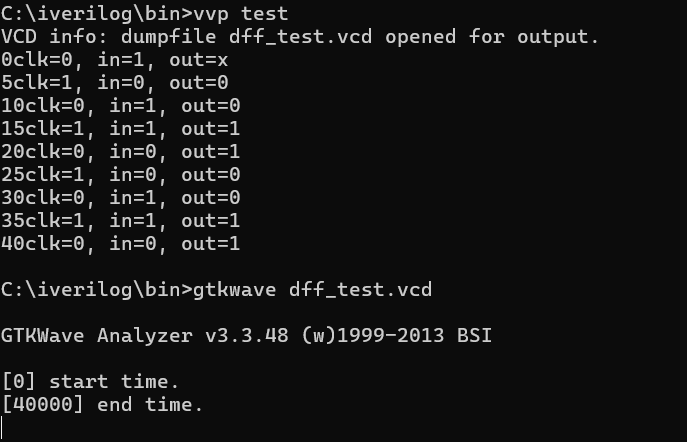 C:\iverilog\bin>vvp test
VCD info: dumpfile dff_test.vcd opened for output.
0clk=0, in=1, out=x
5clk=1, in=0, out=0
10clk=0, in=1, out=0
15clk=1, in=1, out=1
20clk=0, in=0, out=1
25clk=1, in=0, out=0
30clk=0, in=1, out=0
35clk=1, in=1, out=1
40clk=0, in=0, out=1
C:\iverilog\bin>gtkwave dff_test.vcd
GTKWave Analyzer v3.3.48 (w)1999-2013 BSI
[0] start time.
[40000] end time.